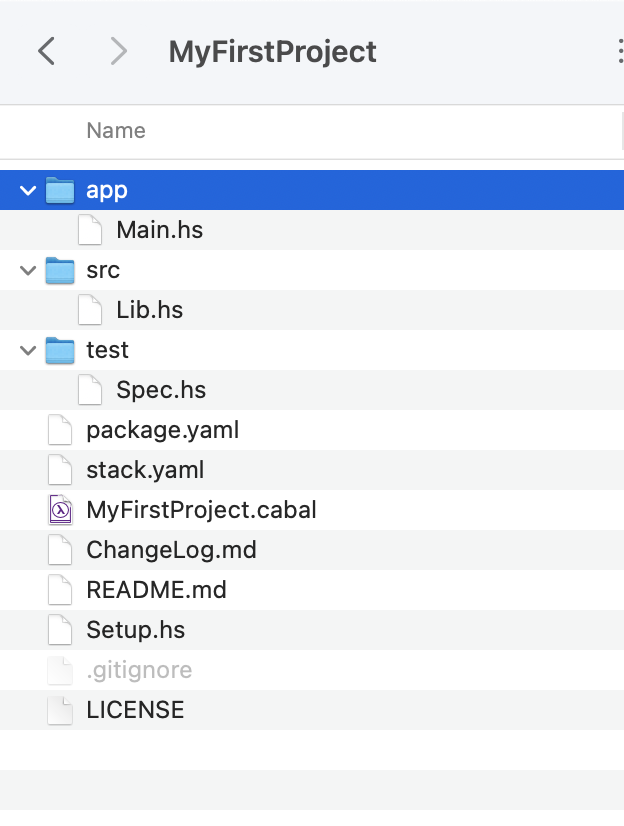 MyFirstProject
Name
app
Main.hs
src
Lib.hs
test
Spec.hs
package.yaml
stack.yaml
MyFirstProject.cabal
ChangeLog.md
README.md
Setup.hs
.gitignore
LICENSE